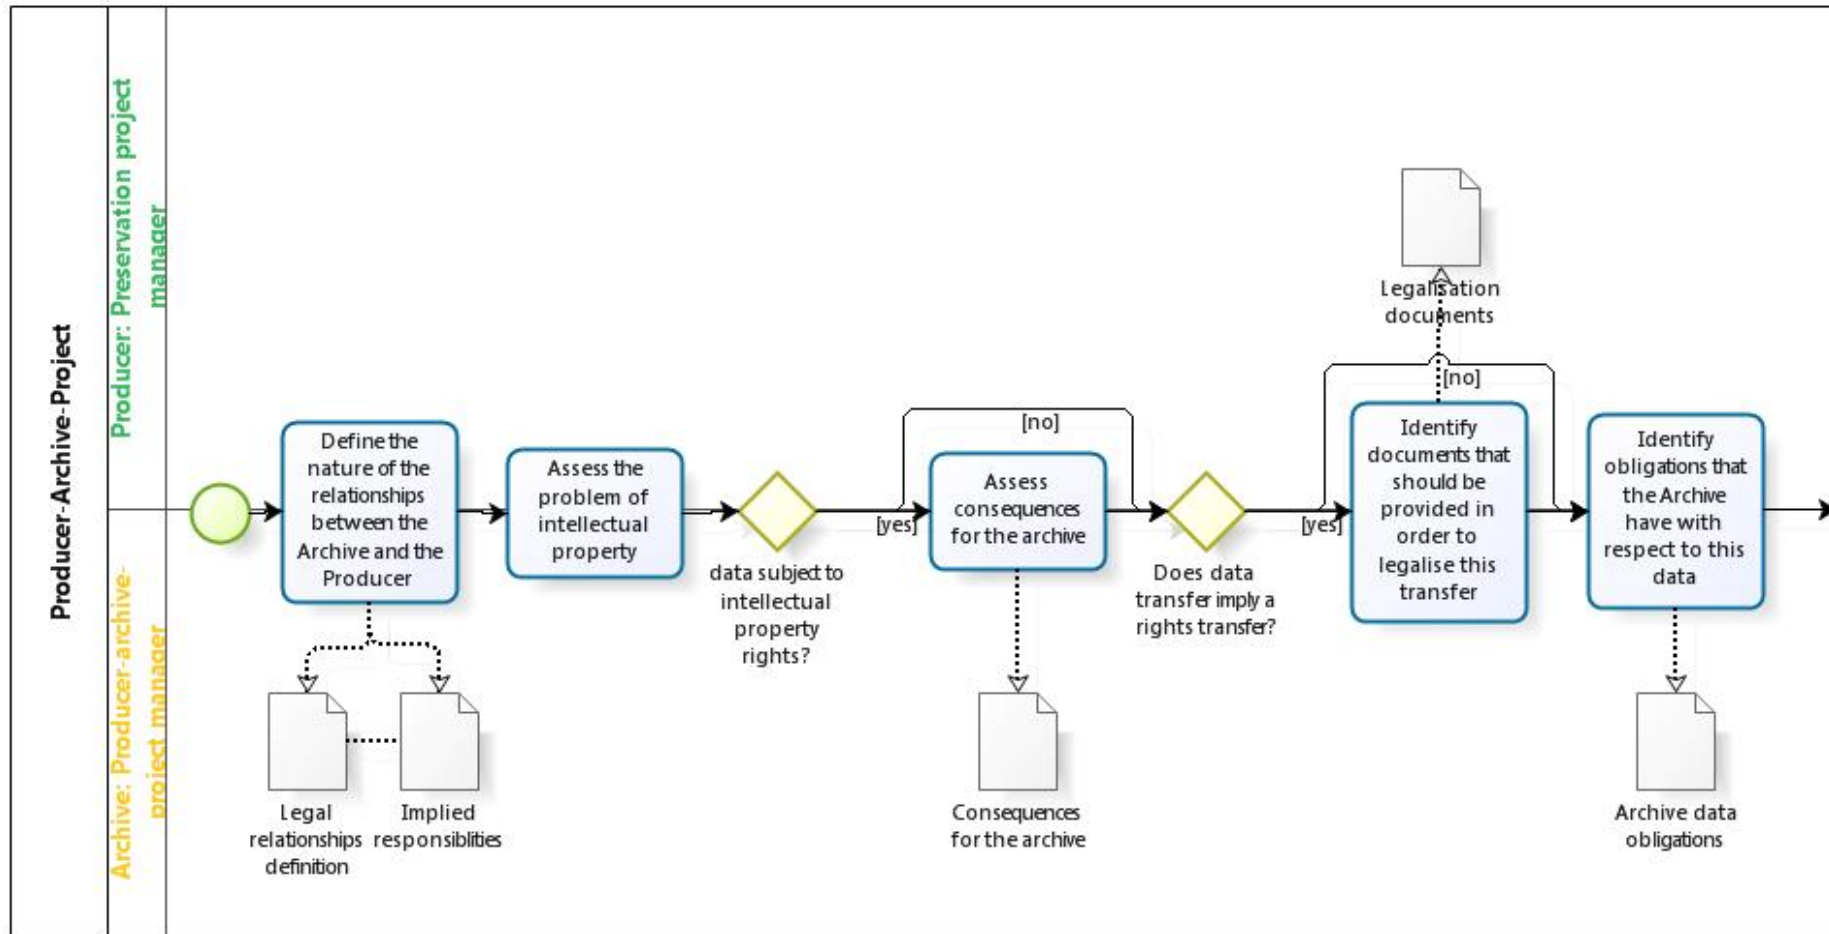 Producer-Archive-Project
Producer: Preservation project
manager
Archive: Producer-archive-
project manager
Define the
nature of the
relationships
between the
Archive and the
Producer
Legal
relationships
definition
Implied
responsiblities
Assess the
problem of
intellectual
property
data subject to
intellectual
property
rights?
[yes]
[no]
Assess
consequences
for the archive
Consequences
for the archive
Does data
transfer imply a
rights transfer?
[yes]
[no]
Legalisation
documents
Identify
documents that
should be
provided in
order to
legalise this
transfer
Identify
obligations that
the Archive
have with
respect to this
data
Archive data
obligations